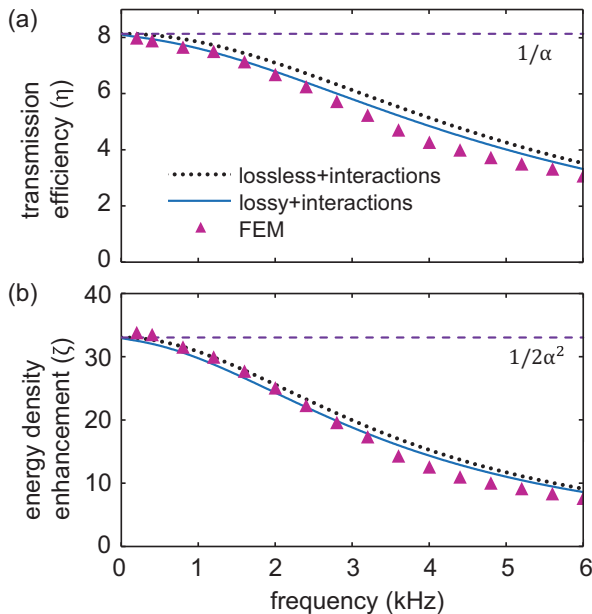 (a)
8
6
4
2
0
transmission
efficiency (η)
1/α
lossless+interactions
lossy+interactions
FEM
(b)
40
30
20
10
0
energy density
enhancement (ζ)
1/2α²
0 1 2 3 4 5 6
frequency (kHz)